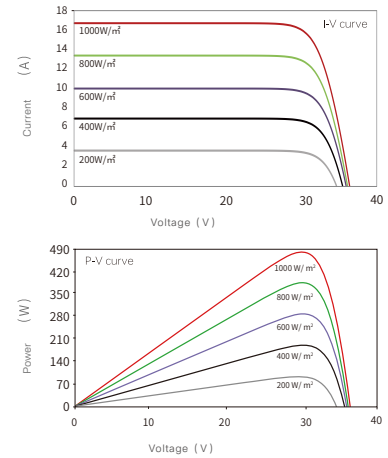 18
I-V curve
16
1000W/㎡
14
800W/㎡
12
10
600W/㎡
8
400W/㎡
6
4
200W/㎡
2
0
Current (A)
0
10
20
30
40
Voltage (V)
490
P-V curve
420
1000 W/ m²
350
800 W/ m²
280
600 W/ m²
210
400 W/ m²
140
200 W/ m²
70
0
Power (W)
0
10
20
30
40
Voltage (V)